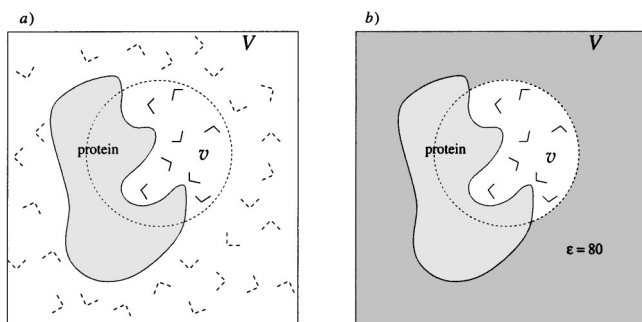 a)
V
protein
v
b)
V
protein
v
ε = 80